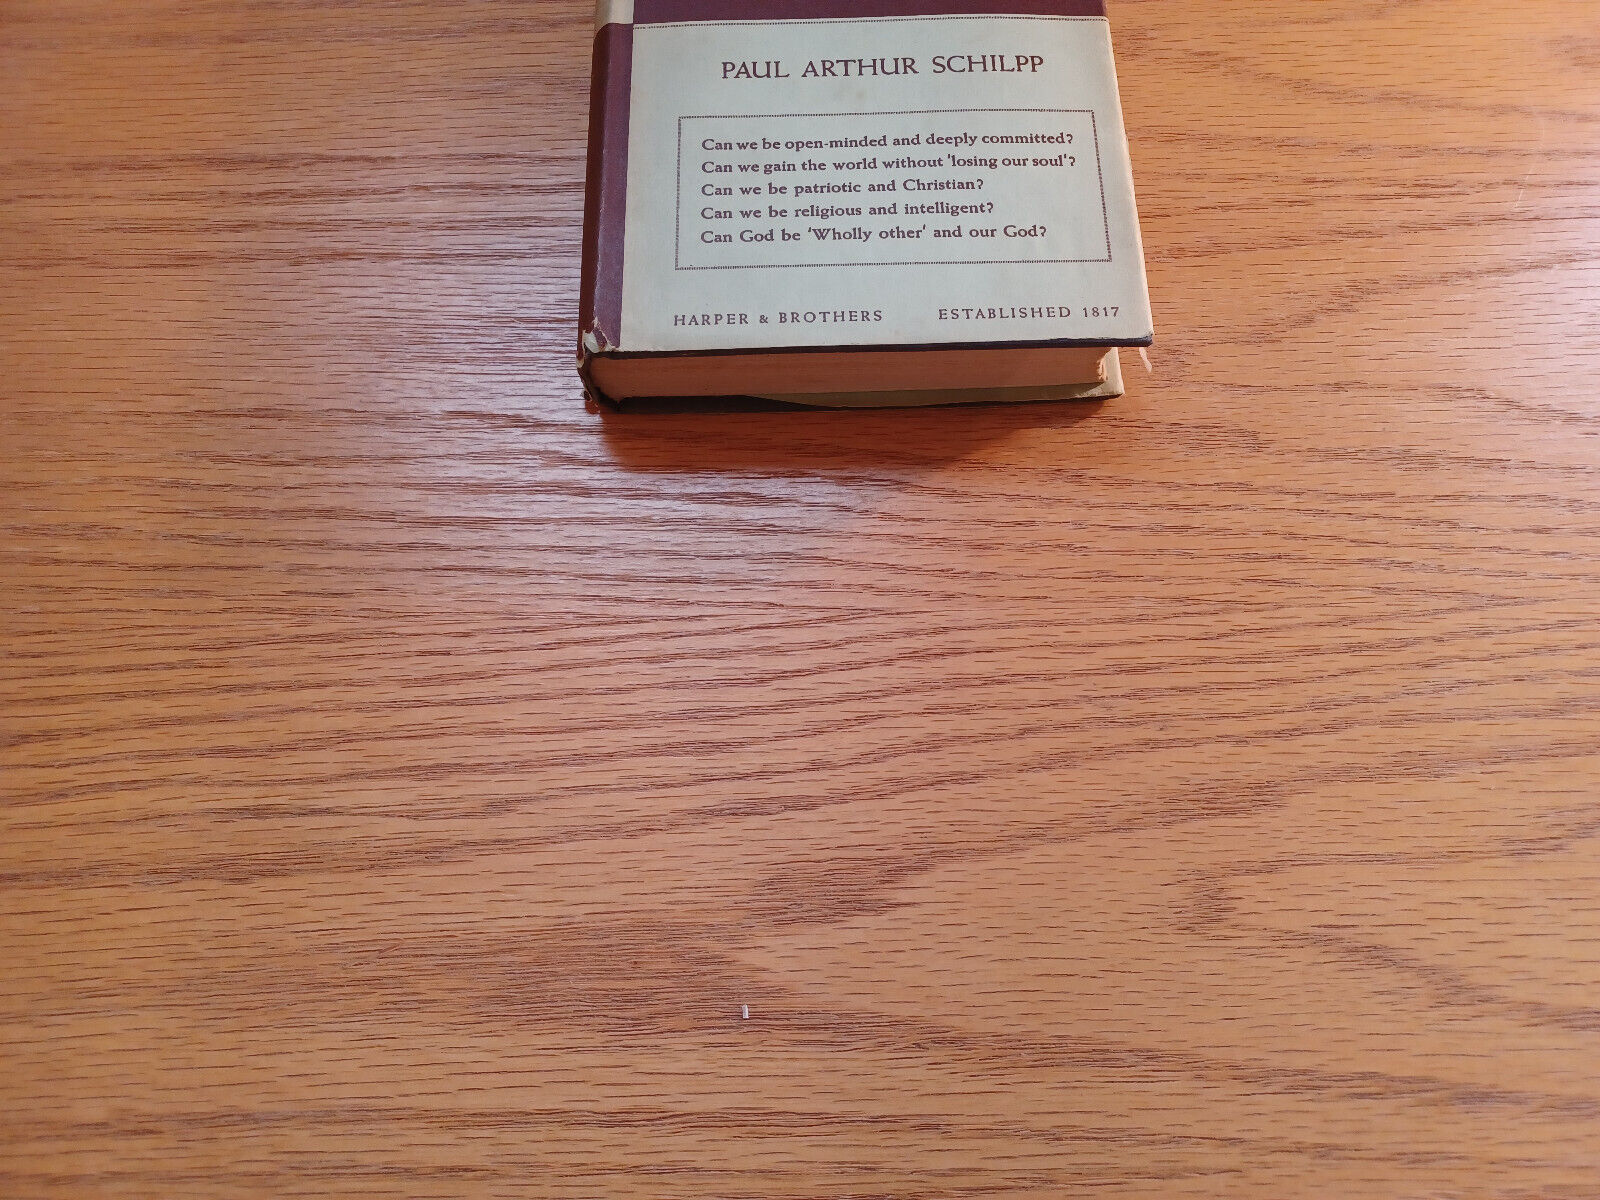 PAUL ARTHUR SCHILPP
Can we be open-minded and deeply committed?
Can we gain the world without 'losing our soul'?
Can we be patriotic and Christian?
Can we be religious and intelligent?
Can God be 'Wholly other' and our God?
HARPER & BROTHERS ESTABLISHED 1817